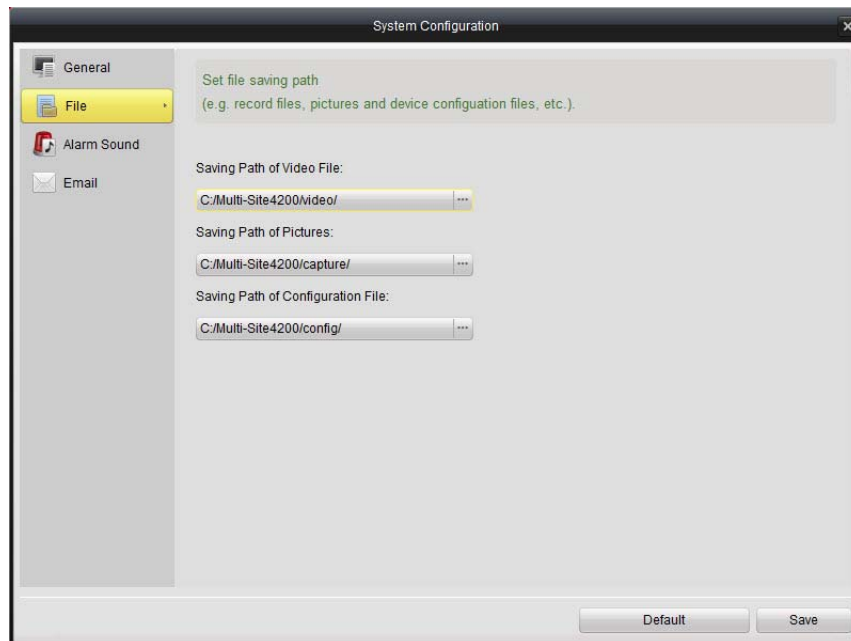 System Configuration
General
File
Alarm Sound
Email
Set file saving path
(e.g. record files, pictures and device configuation files, etc.).
Saving Path of Video File:
C:/Multi-Site4200/video/
Saving Path of Pictures:
C:/Multi-Site4200/capture/
Saving Path of Configuration File:
C:/Multi-Site4200/config/
Default
Save